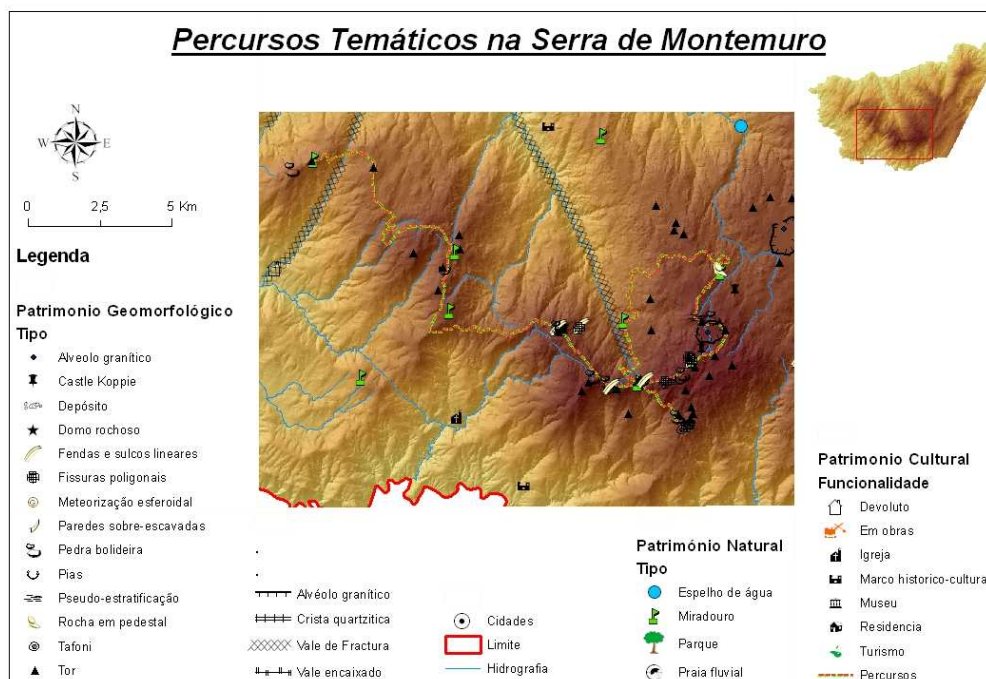 Percursos Temáticos na Serra de Montemuro
N
W E
S
0 2,5 5 Km
Legenda
Patrimonio Geomorfológico
Tipo
Alveolo granítico
Castle Koppie
Depósito
Domo rochoso
Fendas e sulcos lineares
Fissuras poligonais
Meteorização esferoidal
Paredes sobre-escavadas
Pedra bolideira
Pias
Pseudo-estratificação
Rocha em pedestal
Tafoni
Tor
Alvéolo granítico
Crista quartzitica
Vale de Fractura
Vale encaixado
Cidades
Limite
Hidrografia
Património Natural
Tipo
Espelho de água
Miradouro
Parque
Praia fluvial
Patrimonio Cultural
Funcionalidade
Devoluto
Em obras
Igreja
Marco historico-cultural
Museu
Residencia
Turismo
Percursos